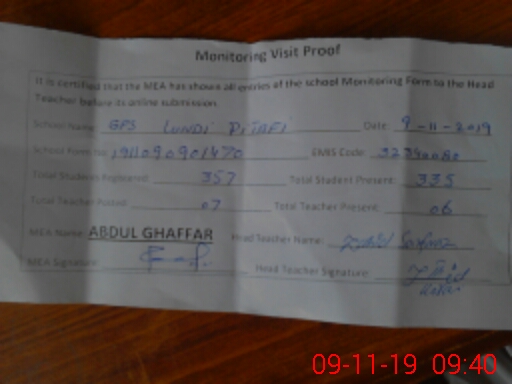 Monitoring Visit Proof
It is certified that the MEA has shown all entries of the school Monitoring Form to the Head
Teacher before its online submission.
School Name: GPS LUNDI PITAFI Date: 9-11-2019
School Form No: 1911090901470 EMIS Code: 32340080
Total Student Registered: 357 Total Student Present: 335
Total Teacher Posted: 07 Total Teacher Present: 06
MEA Name: ABDUL GHAFFAR Head Teacher Name:
MEA Signature: Head Teacher Signature:
09-11-19 09:40